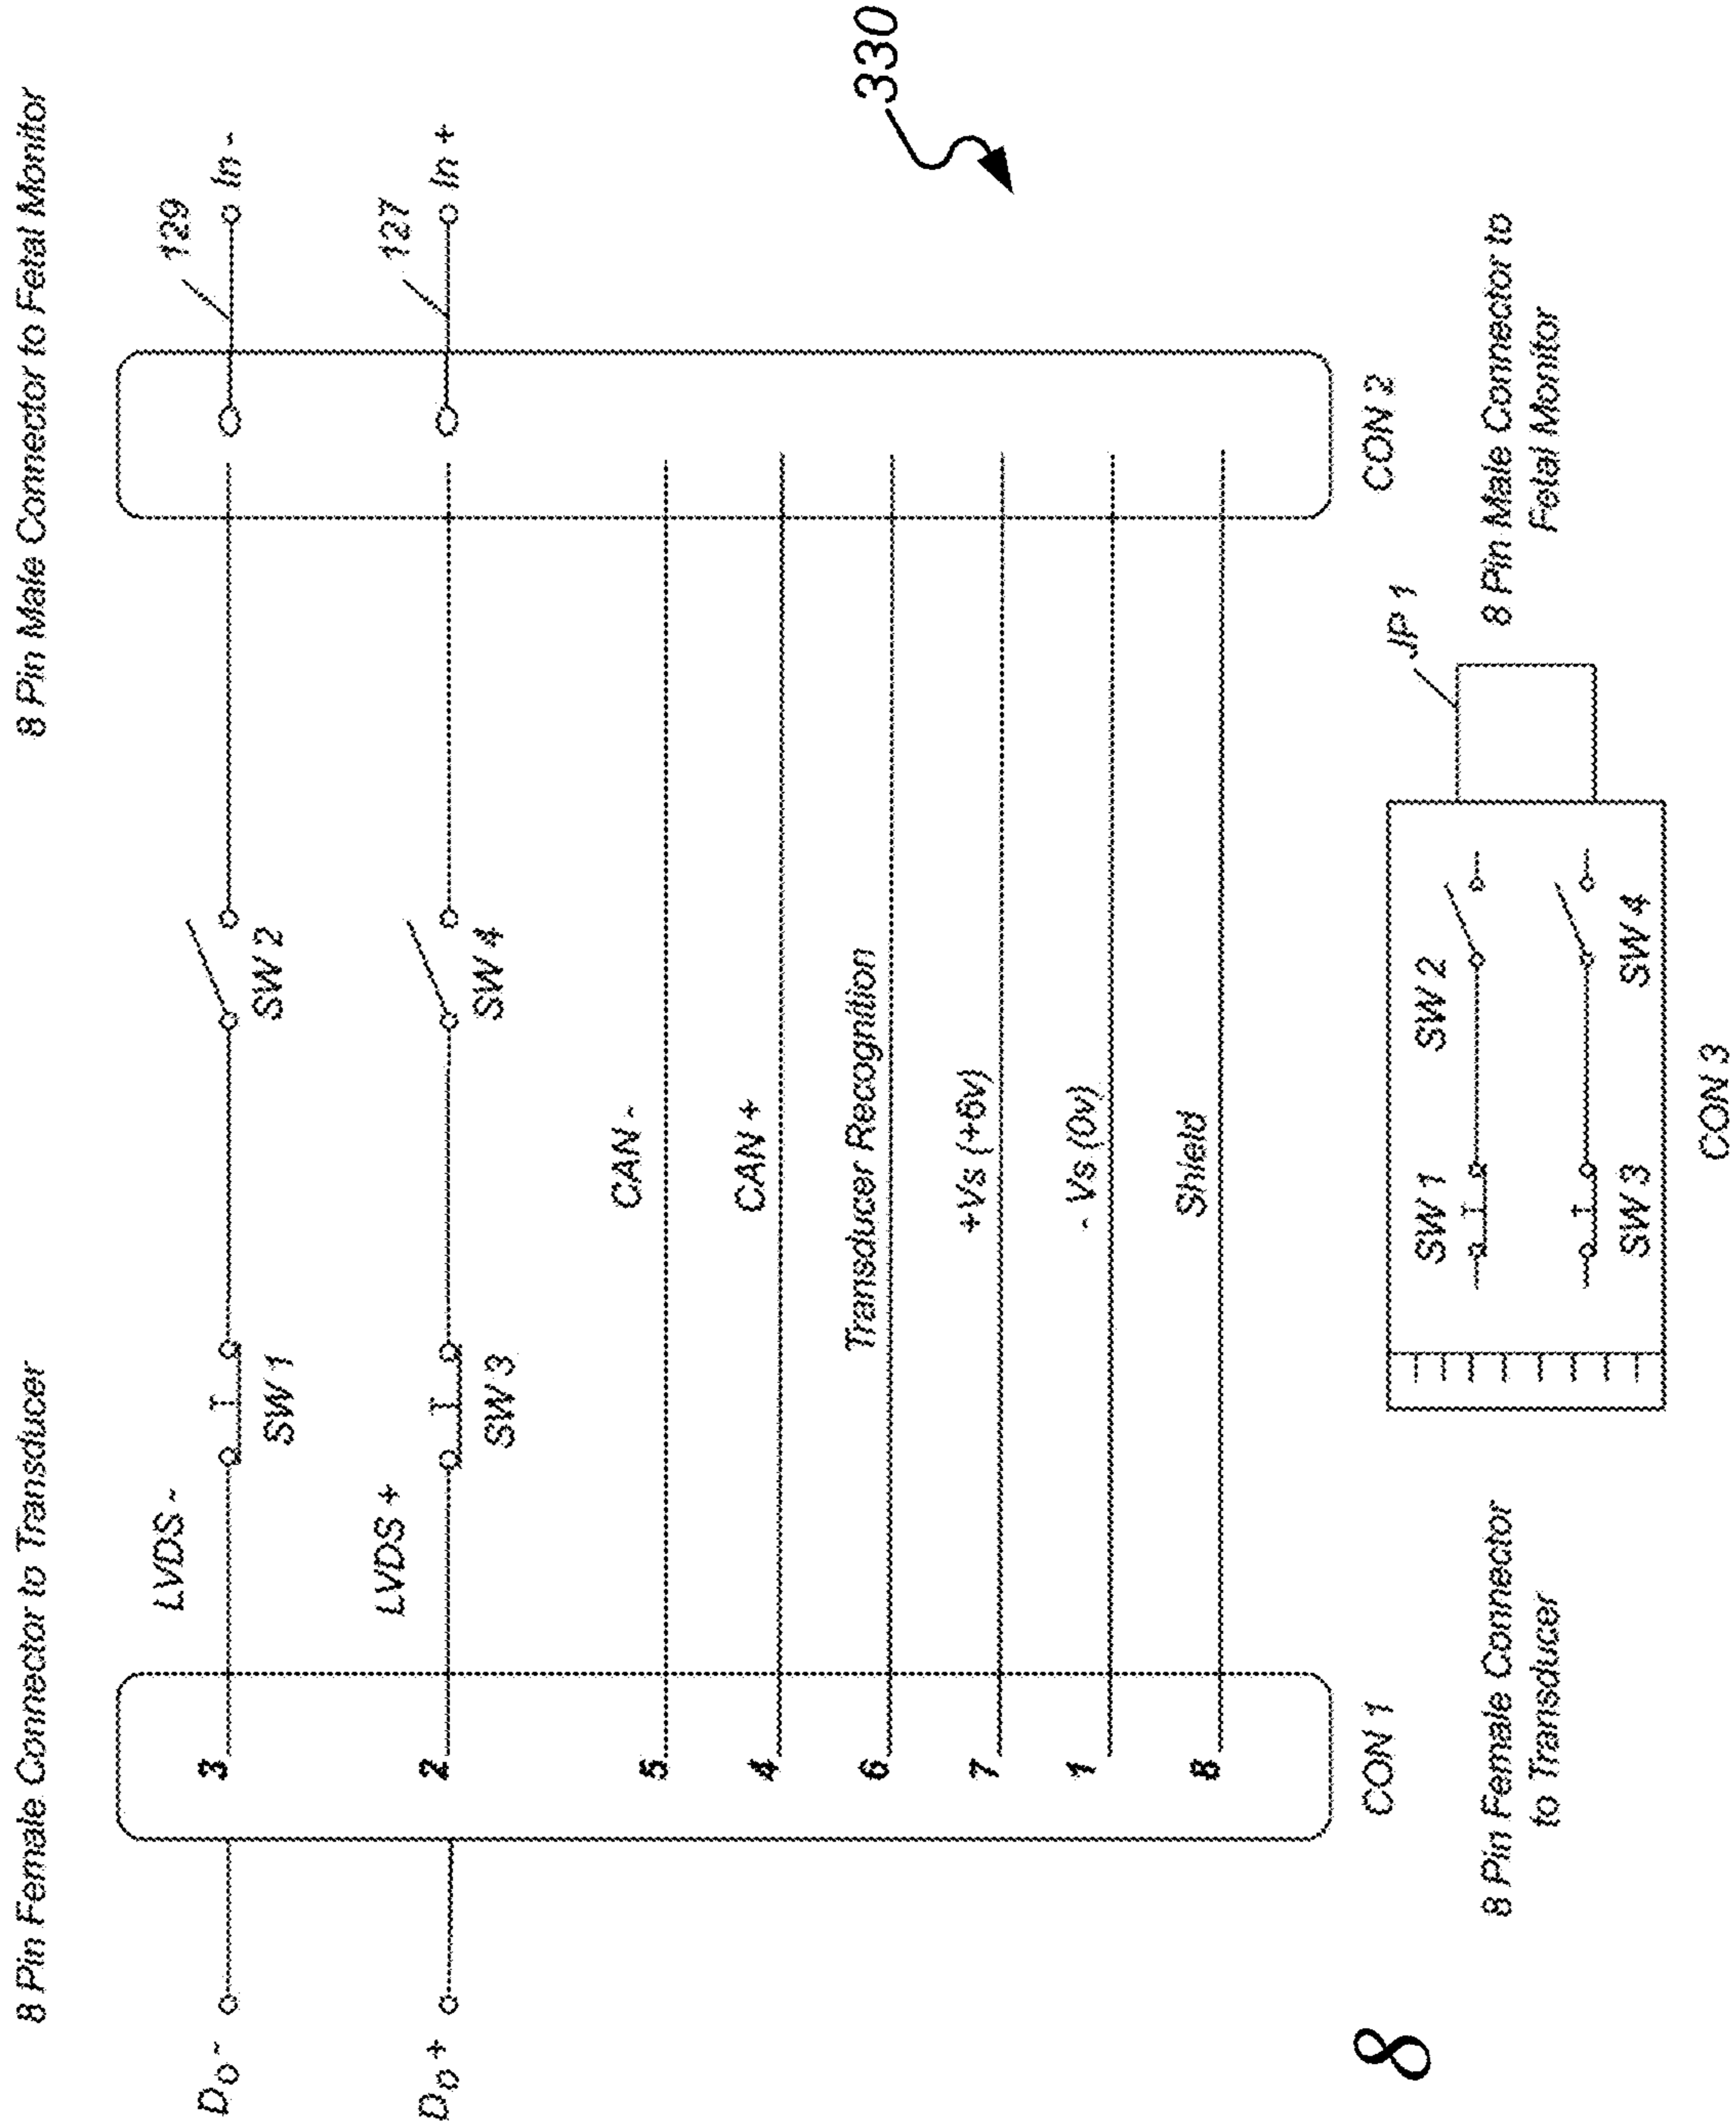 8 Pin Female Connector to Transducer
8 Pin Male Connector to Fetal Monitor
D0 -
LVDS -
3
SW 1
SW 2
129
In -
D0 +
LVDS +
2
SW 3
SW 4
127
In +
5
CAN -
4
CAN +
6
Transducer Recognition
7
+Vs (+6v)
1
- Vs (0v)
8
Shield
330
CON 1
CON 2
8 Pin Female Connector
to Transducer
SW 1
SW 2
SW 3
SW 4
JP 1
8 Pin Male Connector to
Fetal Monitor
CON 3
8